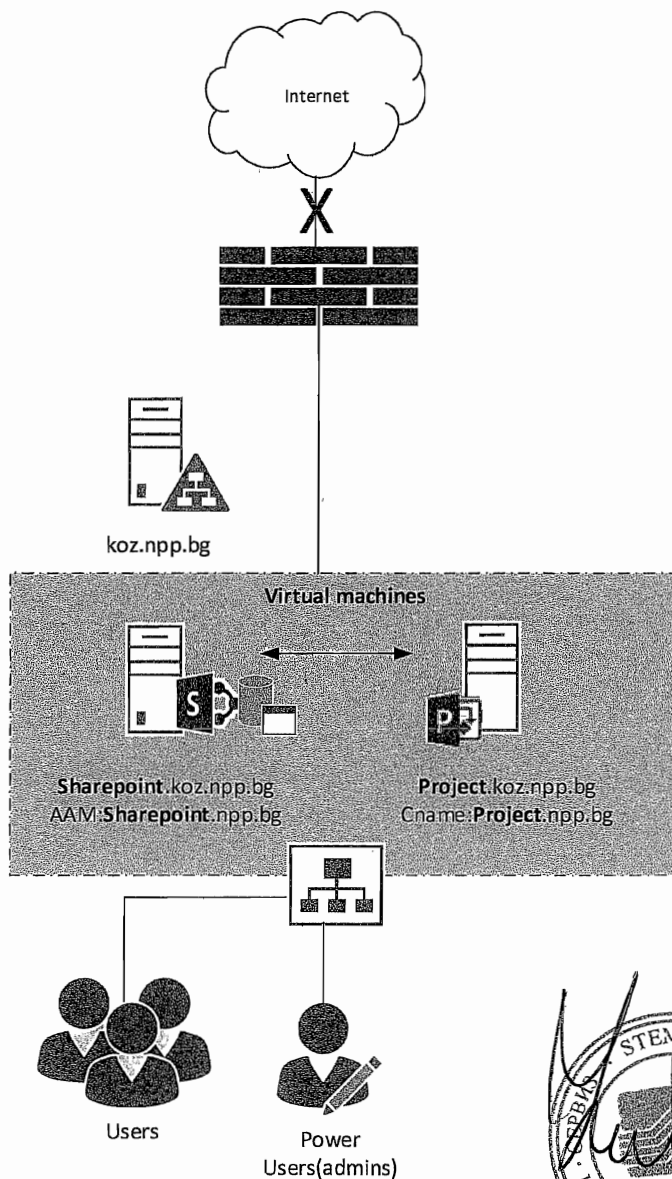 Internet
X
koz.npp.bg
Virtual machines
S
P
Sharepoint.koz.npp.bg
AAM:Sharepoint.npp.bg
Project.koz.npp.bg
Cname:Project.npp.bg
Users
Power
Users(admins)